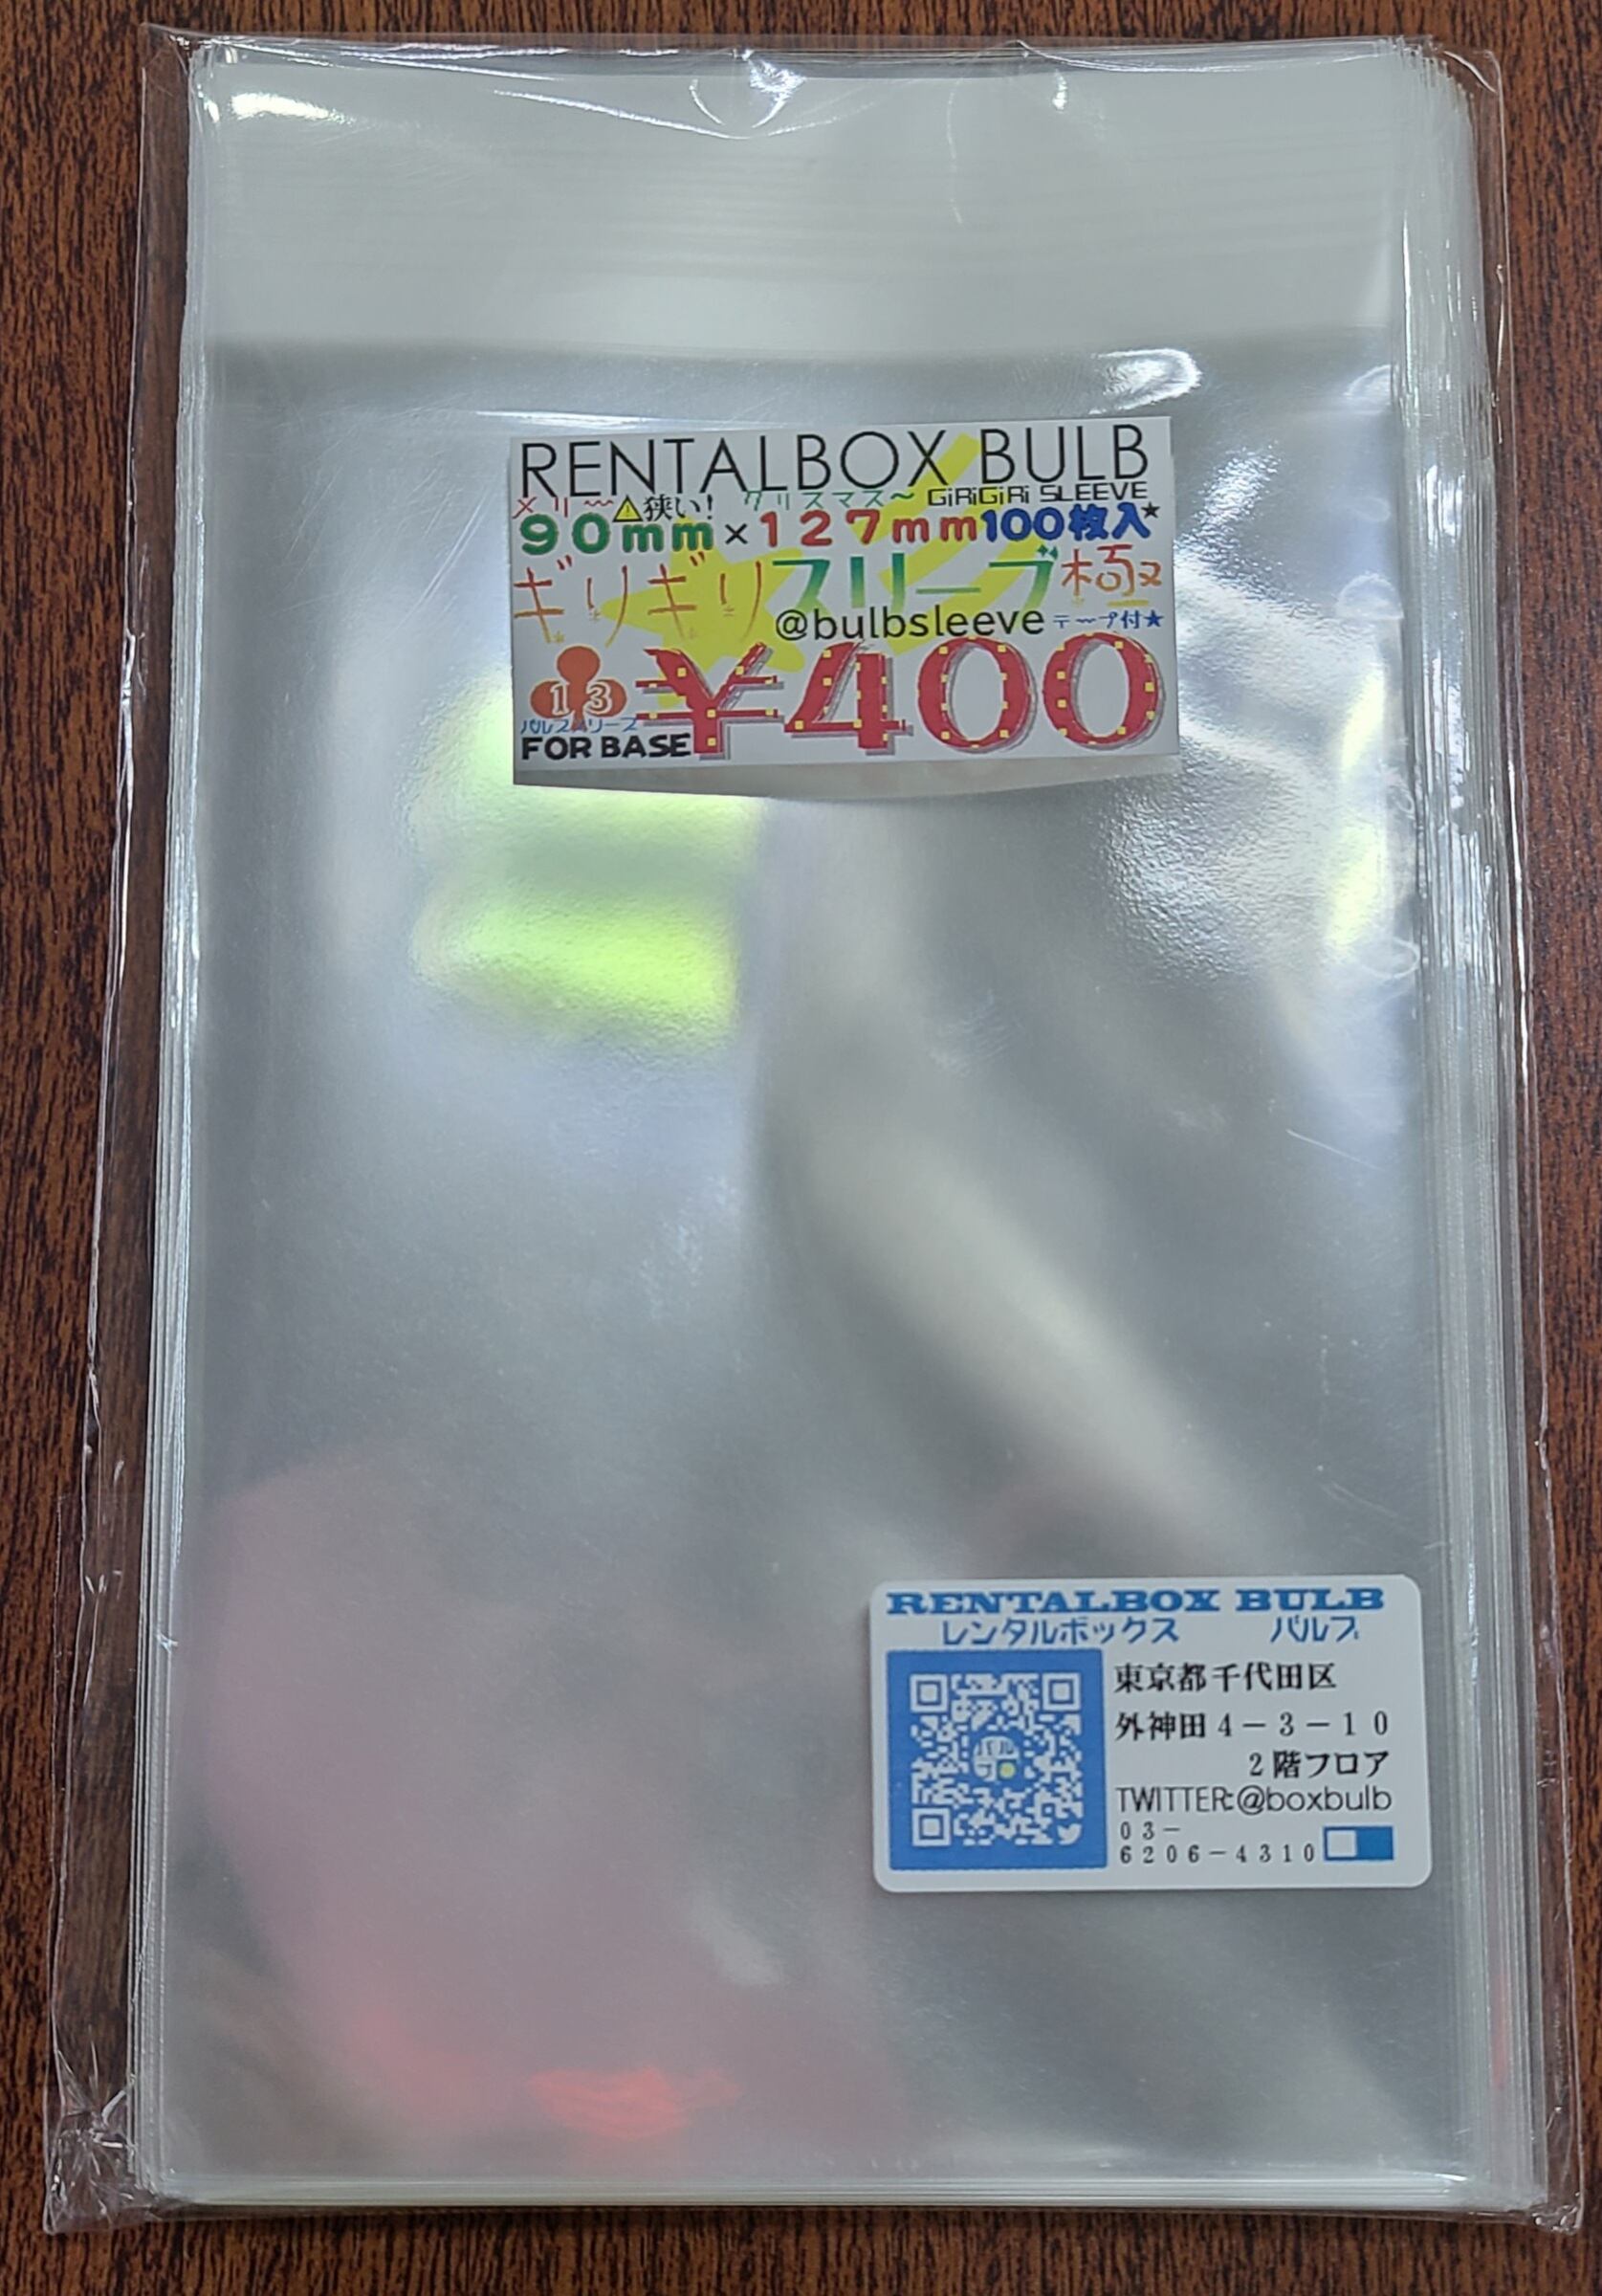 RENTALBOX BULB
メリ〜⚠狭い! クリスマス〜 GiRiGiRi SLEEVE
90mm×127mm100枚入★
ギリギリスリーブ極
@bulbsleeve テープ付★
13 ¥400
バルブスリーブ
FOR BASE
RENTALBOX BULB
レンタルボックス バルブ
東京都千代田区
外神田4−3−10
2階フロア
バル
TWITTER:@boxbulb
03−
6206−4310